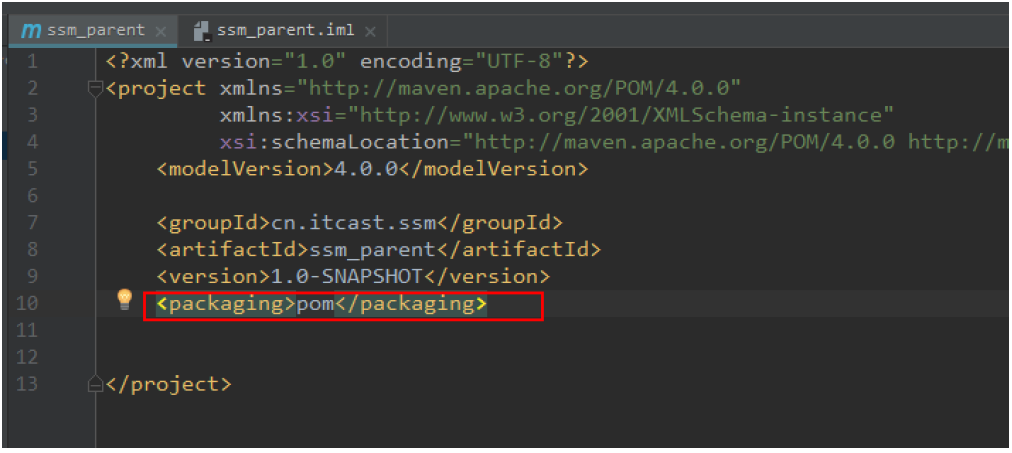 m ssm_parent ssm_parent.iml
1 <?xml version="1.0" encoding="UTF-8"?>
2 <project xmlns="http://maven.apache.org/POM/4.0.0"
3 xmlns:xsi="http://www.w3.org/2001/XMLSchema-instance"
4 xsi:schemaLocation="http://maven.apache.org/POM/4.0.0 http://m
5 <modelVersion>4.0.0</modelVersion>
6
7 <groupId>cn.itcast.ssm</groupId>
8 <artifactId>ssm_parent</artifactId>
9 <version>1.0-SNAPSHOT</version>
10 <packaging>pom</packaging>
11
12
13 </project>